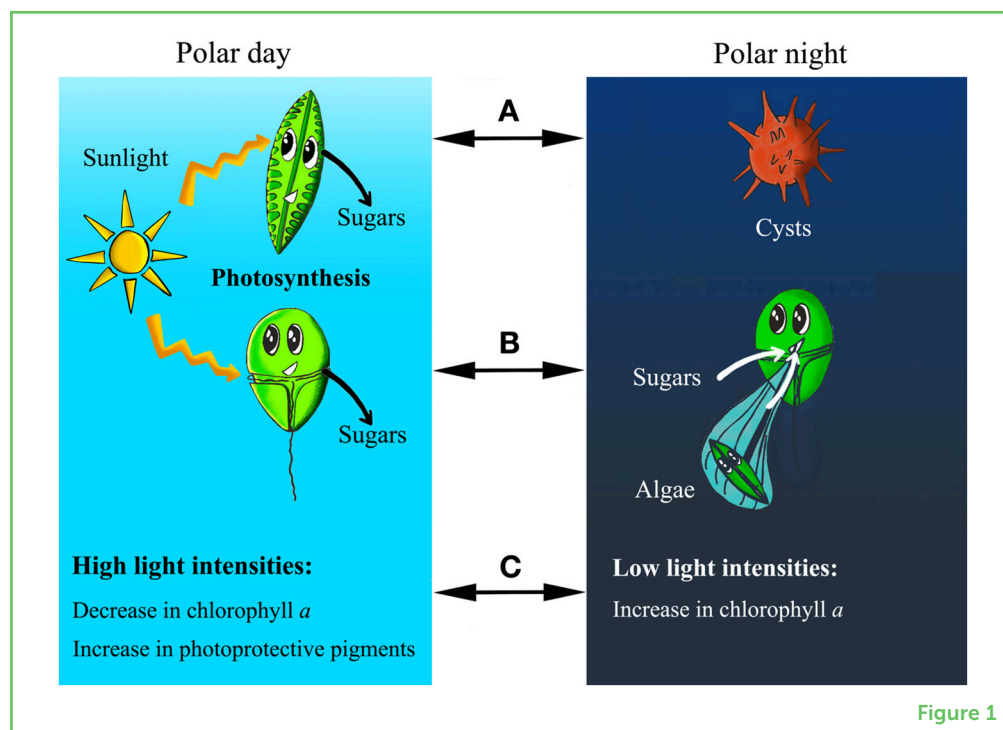 Polar day
Polar night
A
Sunlight
Sugars
Cysts
Photosynthesis
B
Sugars
Sugars
Algae
C
High light intensities:
Decrease in chlorophyll a
Increase in photoprotective pigments
Low light intensities:
Increase in chlorophyll a
Figure 1